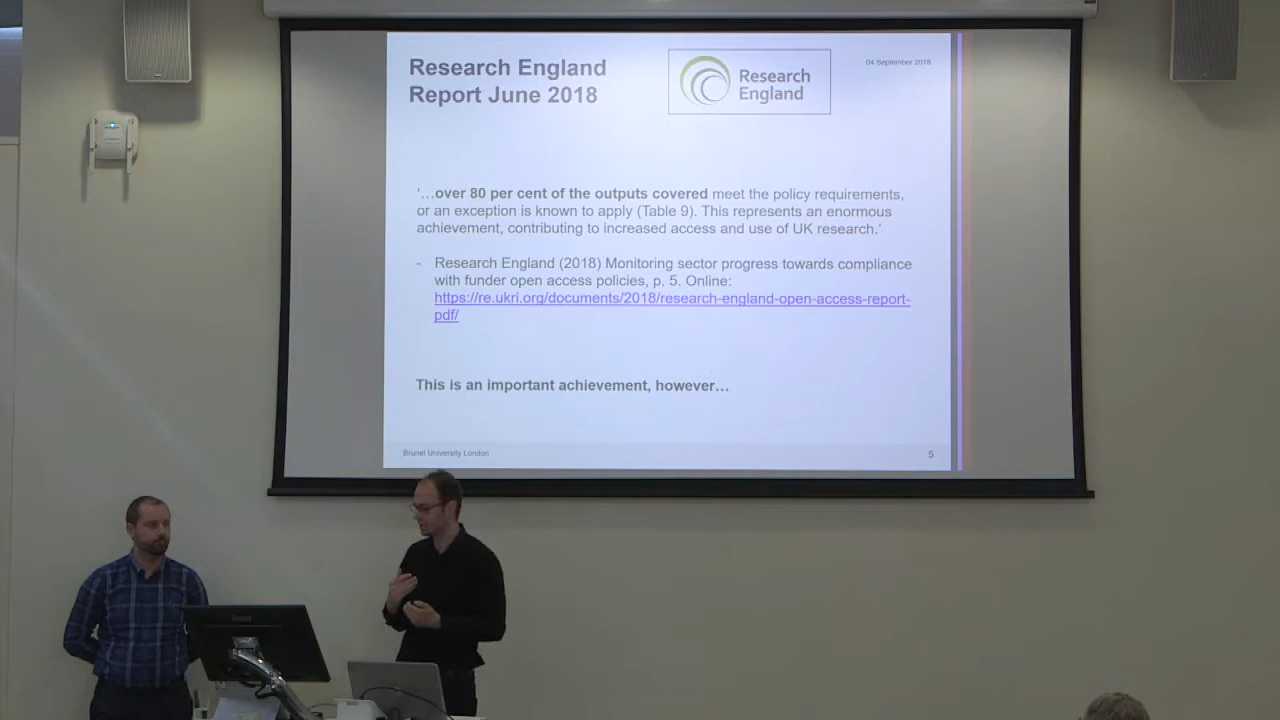 Research England
Report June 2018
Research
England
04 September 2018
‘…over 80 per cent of the outputs covered meet the policy requirements,
or an exception is known to apply (Table 9). This represents an enormous
achievement, contributing to increased access and use of UK research.’
- Research England (2018) Monitoring sector progress towards compliance
with funder open access policies, p. 5. Online:
https://re.ukri.org/documents/2018/research-england-open-access-report-
pdf/
This is an important achievement, however…
Brunel University London
5